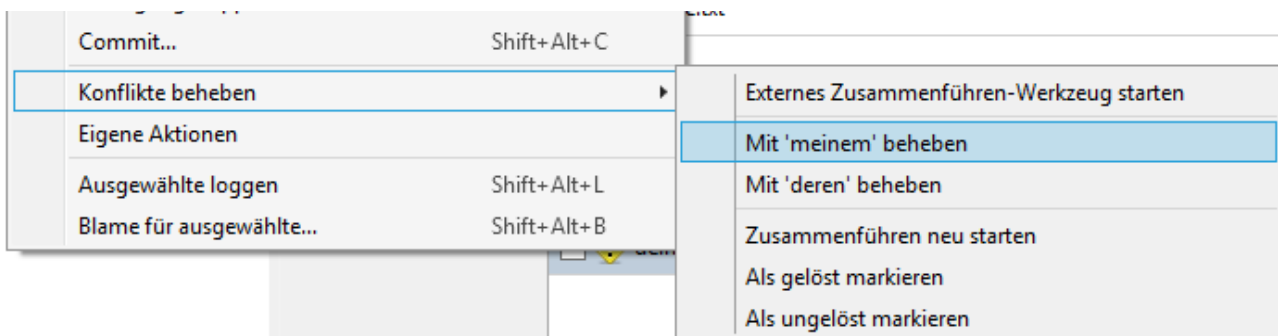 Commit... Shift+Alt+C
Konflikte beheben
Eigene Aktionen
Ausgewählte loggen Shift+Alt+L
Blame für ausgewählte... Shift+Alt+B
Externes Zusammenführen-Werkzeug starten
Mit 'meinem' beheben
Mit 'deren' beheben
Zusammenführen neu starten
Als gelöst markieren
Als ungelöst markieren